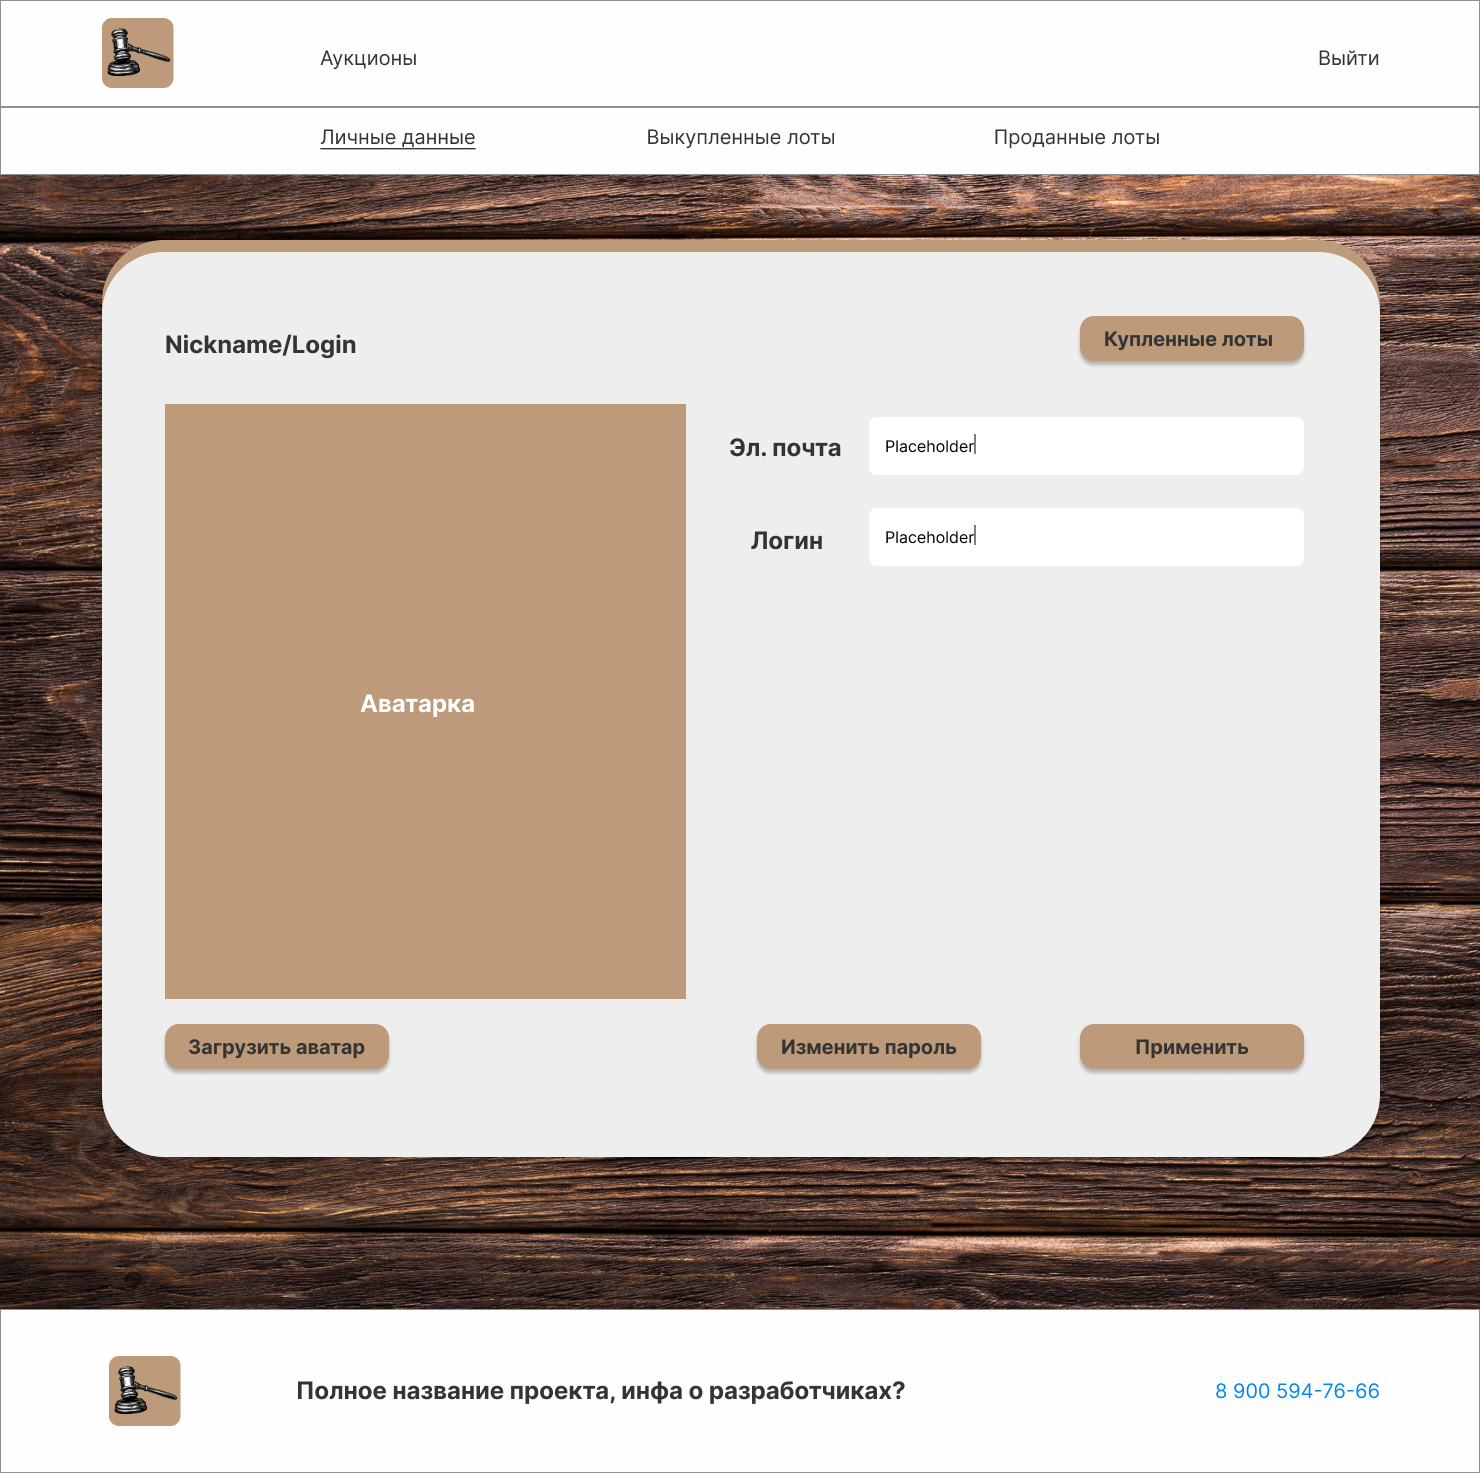 Аукционы
Выйти
Личные данные
Выкупленные лоты
Проданные лоты
Nickname/Login
Купленные лоты
Эл. почта
Placeholder
Логин
Placeholder
Аватарка
Загрузить аватар
Изменить пароль
Применить
Полное название проекта, инфа о разработчиках?
8 900 594-76-66